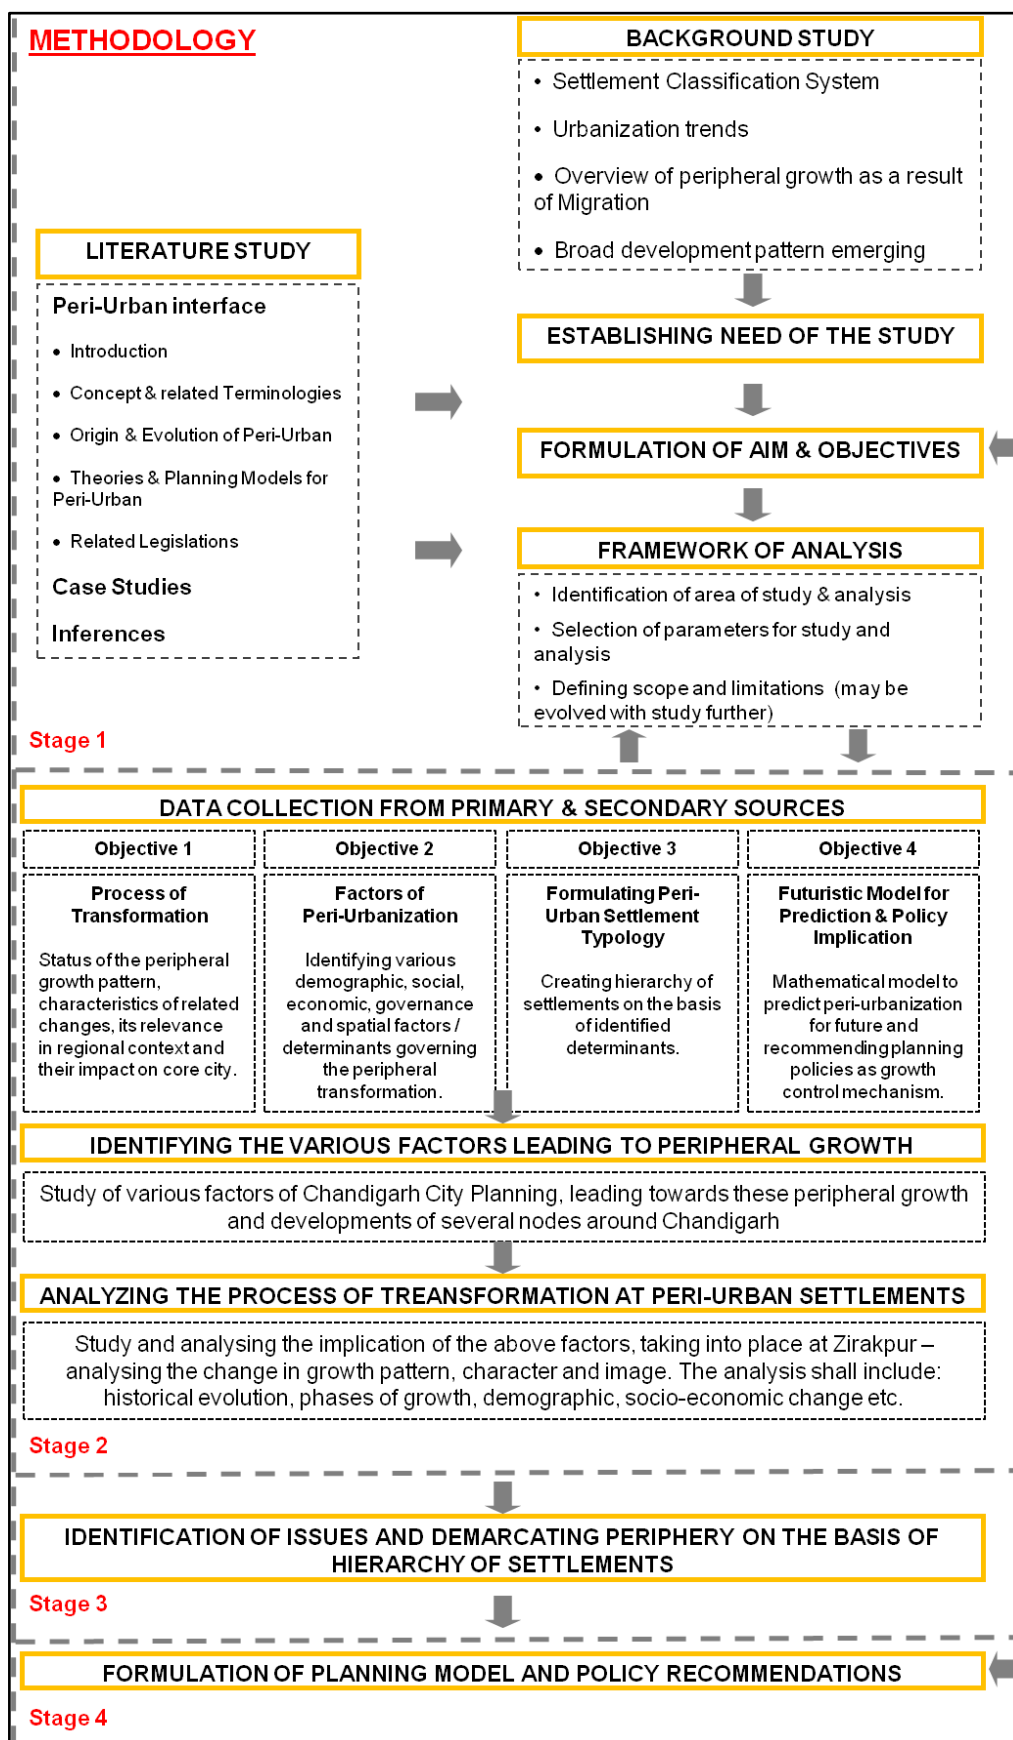 METHODOLOGY
BACKGROUND STUDY
• Settlement Classification System
• Urbanization trends
• Overview of peripheral growth as a result
of Migration
• Broad development pattern emerging
LITERATURE STUDY
Peri-Urban interface
• Introduction
• Concept & related Terminologies
• Origin & Evolution of Peri-Urban
• Theories & Planning Models for
Peri-Urban
• Related Legislations
Case Studies
Inferences
ESTABLISHING NEED OF THE STUDY
FORMULATION OF AIM & OBJECTIVES
FRAMEWORK OF ANALYSIS
• Identification of area of study & analysis
• Selection of parameters for study and
analysis
• Defining scope and limitations (may be
evolved with study further)
Stage 1
DATA COLLECTION FROM PRIMARY & SECONDARY SOURCES
Objective 1
Process of
Transformation
Status of the peripheral
growth pattern,
characteristics of related
changes, its relevance
in regional context and
their impact on core city.
Objective 2
Factors of
Peri-Urbanization
Identifying various
demographic, social,
economic, governance
and spatial factors /
determinants governing
the peripheral
transformation.
Objective 3
Formulating Peri-
Urban Settlement
Typology
Creating hierarchy of
settlements on the basis
of identified
determinants.
Objective 4
Futuristic Model for
Prediction & Policy
Implication
Mathematical model to
predict peri-urbanization
for future and
recommending planning
policies as growth
control mechanism.
IDENTIFYING THE VARIOUS FACTORS LEADING TO PERIPHERAL GROWTH
Study of various factors of Chandigarh City Planning, leading towards these peripheral growth
and developments of several nodes around Chandigarh
ANALYZING THE PROCESS OF TREANSFORMATION AT PERI-URBAN SETTLEMENTS
Study and analysing the implication of the above factors, taking into place at Zirakpur –
analysing the change in growth pattern, character and image. The analysis shall include:
historical evolution, phases of growth, demographic, socio-economic change etc.
Stage 2
IDENTIFICATION OF ISSUES AND DEMARCATING PERIPHERY ON THE BASIS OF
HIERARCHY OF SETTLEMENTS
Stage 3
FORMULATION OF PLANNING MODEL AND POLICY RECOMMENDATIONS
Stage 4